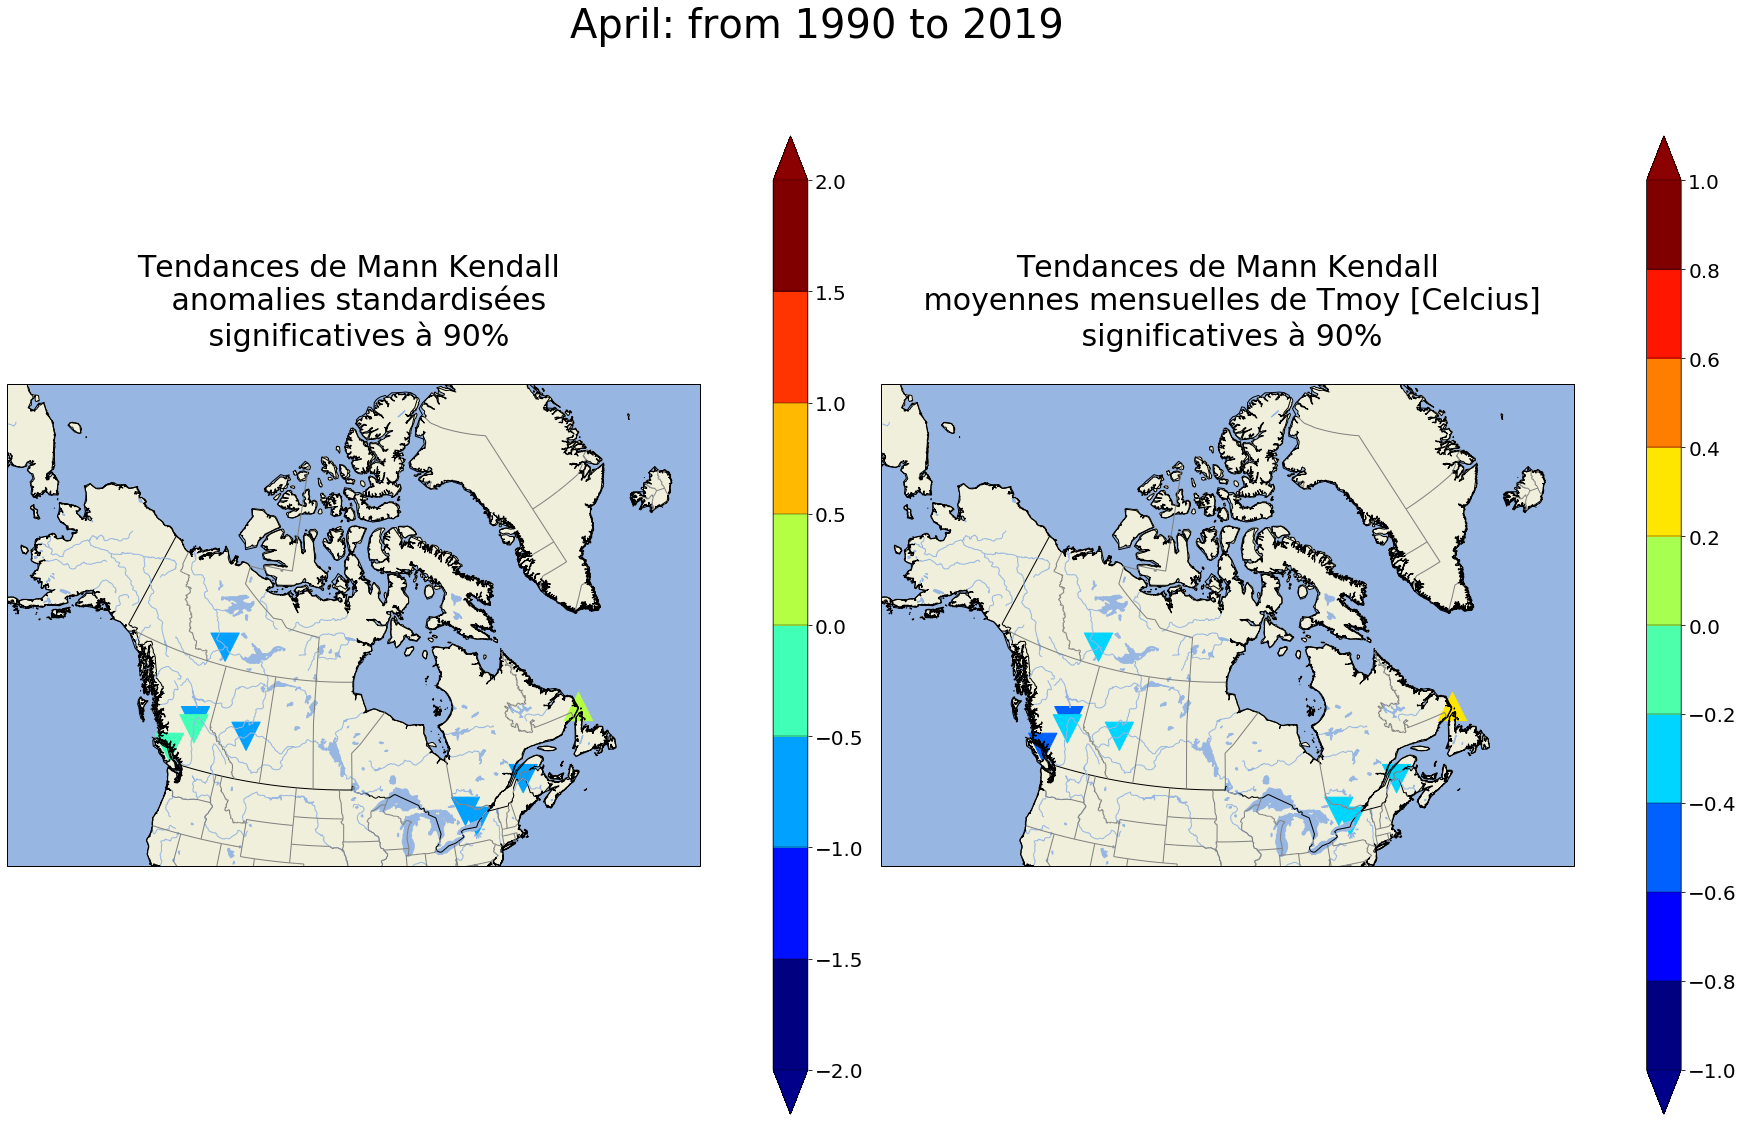 April: from 1990 to 2019
Tendances de Mann Kendall
anomalies standardisées
significatives à 90%
2.0
1.5
1.0
0.5
0.0
−0.5
−1.0
−1.5
−2.0
Tendances de Mann Kendall
moyennes mensuelles de Tmoy [Celcius]
significatives à 90%
1.0
0.8
0.6
0.4
0.2
0.0
−0.2
−0.4
−0.6
−0.8
−1.0